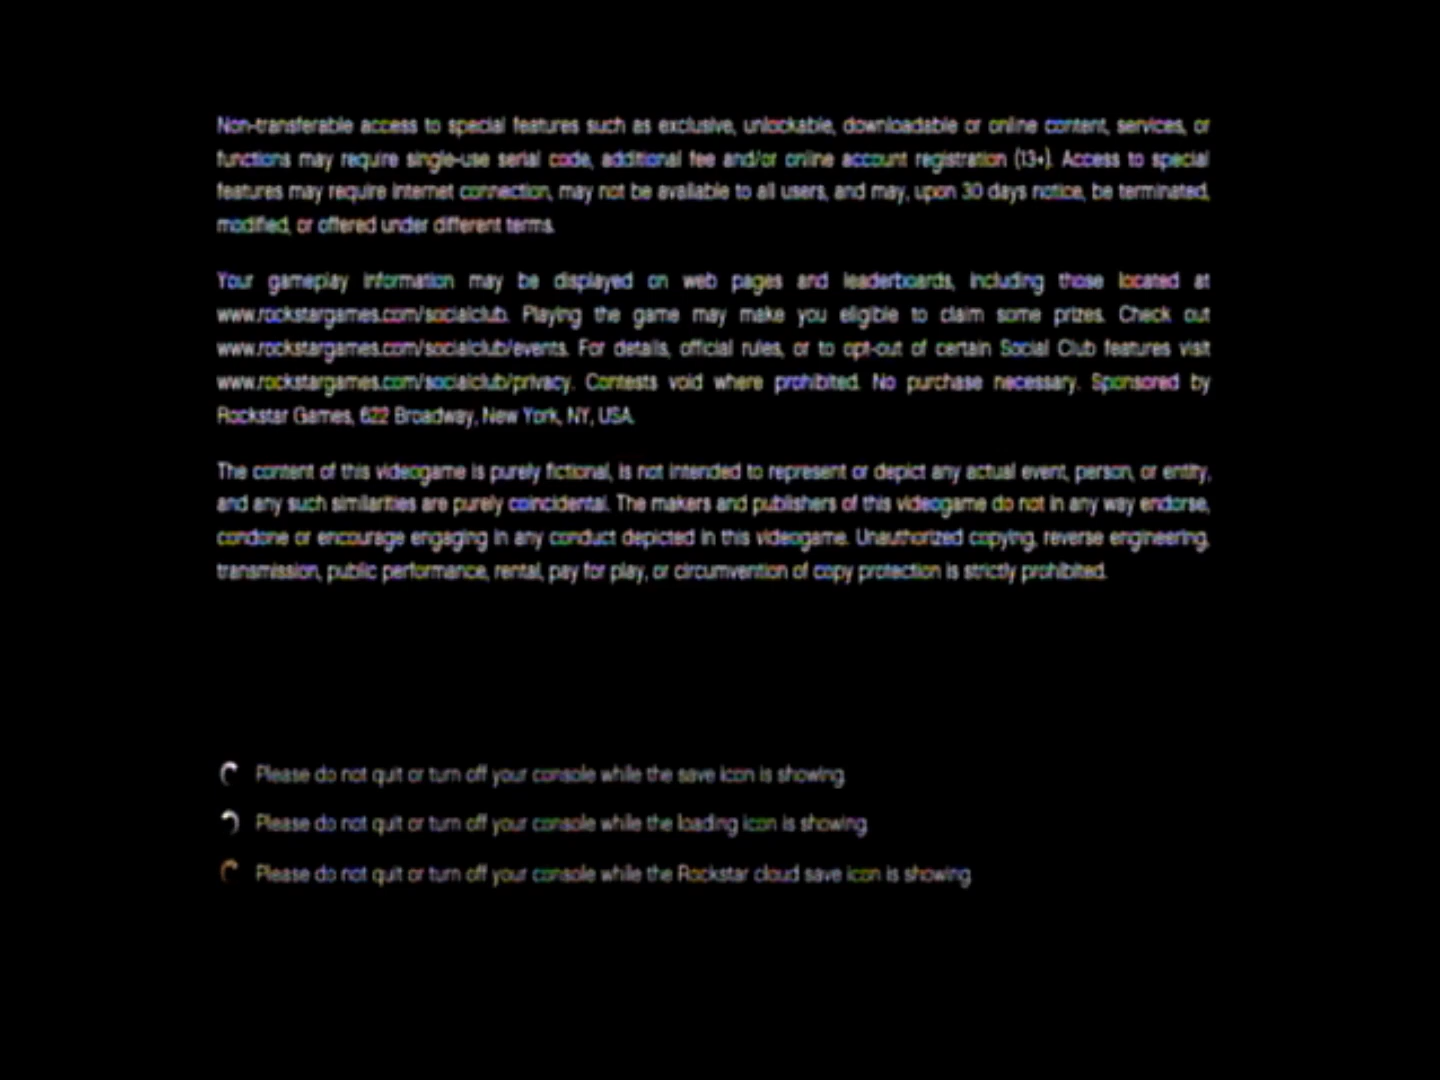 Non-transferable access to special features such as exclusive, unlockable, downloadable or online content, services, or
functions may require single-use serial code, additional fee and/or online account registration (13+). Access to special
features may require internet connection, may not be available to all users, and may, upon 30 days notice, be terminated,
modified, or offered under different terms.
Your gameplay information may be displayed on web pages and leaderboards, including those located at
www.rockstargames.com/socialclub. Playing the game may make you eligible to claim some prizes. Check out
www.rockstargames.com/socialclub/events. For details, official rules, or to opt-out of certain Social Club features visit
www.rockstargames.com/socialclub/privacy. Contests void where prohibited. No purchase necessary. Sponsored by
Rockstar Games, 622 Broadway, New York, NY, USA.
The content of this videogame is purely fictional, is not intended to represent or depict any actual event, person, or entity,
and any such similarities are purely coincidental. The makers and publishers of this videogame do not in any way endorse,
condone or encourage engaging in any conduct depicted in this videogame. Unauthorized copying, reverse engineering,
transmission, public performance, rental, pay for play, or circumvention of copy protection is strictly prohibited.
Please do not quit or turn off your console while the save icon is showing.
Please do not quit or turn off your console while the loading icon is showing.
Please do not quit or turn off your console while the Rockstar cloud save icon is showing.